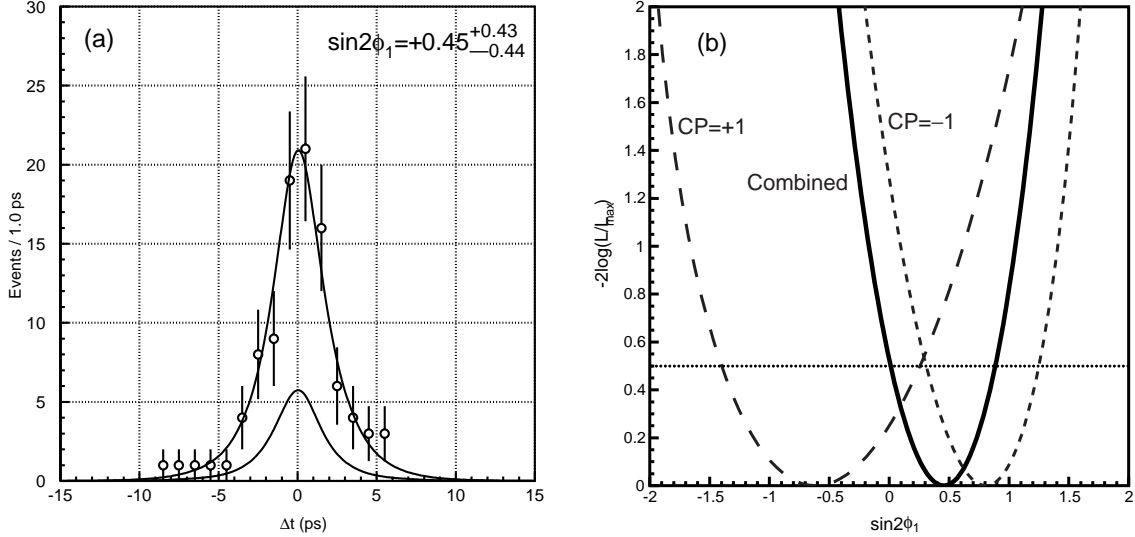 (a)
sin2ϕ₁=+0.45+0.43
—0.44
Events / 1.0 ps
30
25
20
15
10
5
0
-15 -10 -5 0 5 10 15
Δt (ps)
(b)
CP=+1
CP=−1
Combined
-2log(L/Lmax)
2
1.8
1.6
1.4
1.2
1
0.8
0.6
0.4
0.2
0
-2 -1.5 -1 -0.5 0 0.5 1 1.5 2
sin2ϕ₁